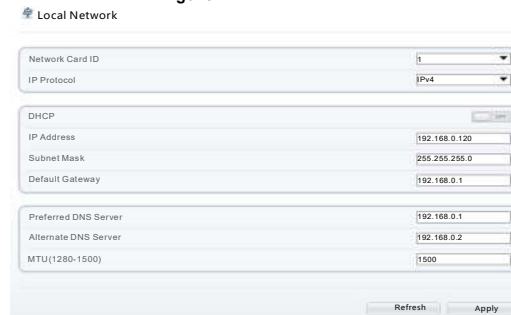 Local Network
Network Card ID 1
IP Protocol IPv4
DHCP OFF
IP Address 192.168.0.120
Subnet Mask 255.255.255.0
Default Gateway 192.168.0.1
Preferred DNS Server 192.168.0.1
Alternate DNS Server 192.168.0.2
MTU(1280-1500) 1500
Refresh Apply